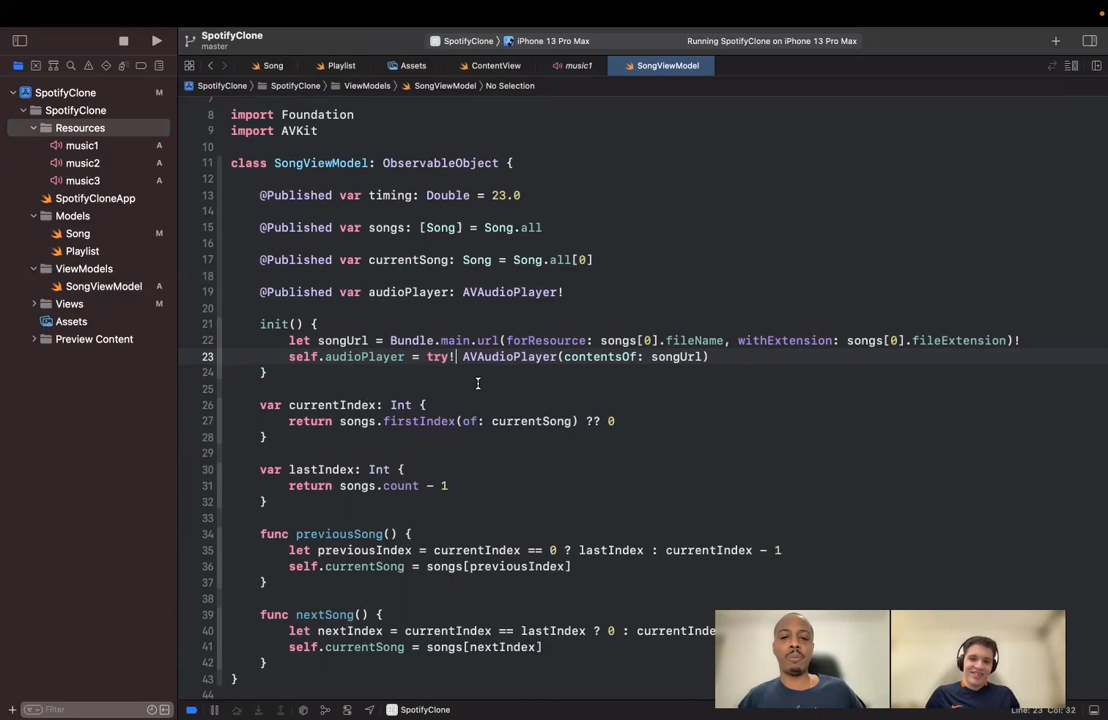 SpotifyClone
master
SpotifyClone
iPhone 13 Pro Max
Running SpotifyClone on iPhone 13 Pro Max
Song
Playlist
Assets
ContentView
music1
SongViewModel
SpotifyClone
SpotifyClone
ViewModels
SongViewModel
No Selection
SpotifyClone M
SpotifyClone
Resources
music1 A
music2 A
music3 A
SpotifyCloneApp
Models
Song M
Playlist
ViewModels
SongViewModel A
Views M
Assets
Preview Content
Filter
7
8 import Foundation
9 import AVKit
10
11 class SongViewModel: ObservableObject {
12
13 @Published var timing: Double = 23.0
14
15 @Published var songs: [Song] = Song.all
16
17 @Published var currentSong: Song = Song.all[0]
18
19 @Published var audioPlayer: AVAudioPlayer!
20
21 init() {
22 let songUrl = Bundle.main.url(forResource: songs[0].fileName, withExtension: songs[0].fileExtension)!
23 self.audioPlayer = try! AVAudioPlayer(contentsOf: songUrl)
24 }
25
26 var currentIndex: Int {
27 return songs.firstIndex(of: currentSong) ?? 0
28 }
29
30 var lastIndex: Int {
31 return songs.count - 1
32 }
33
34 func previousSong() {
35 let previousIndex = currentIndex == 0 ? lastIndex : currentIndex - 1
36 self.currentSong = songs[previousIndex]
37 }
38
39 func nextSong() {
40 let nextIndex = currentIndex == lastIndex ? 0 : currentInde
41 self.currentSong = songs[nextIndex]
42 }
43 }
44
SpotifyClone
Line: 23 Col: 32